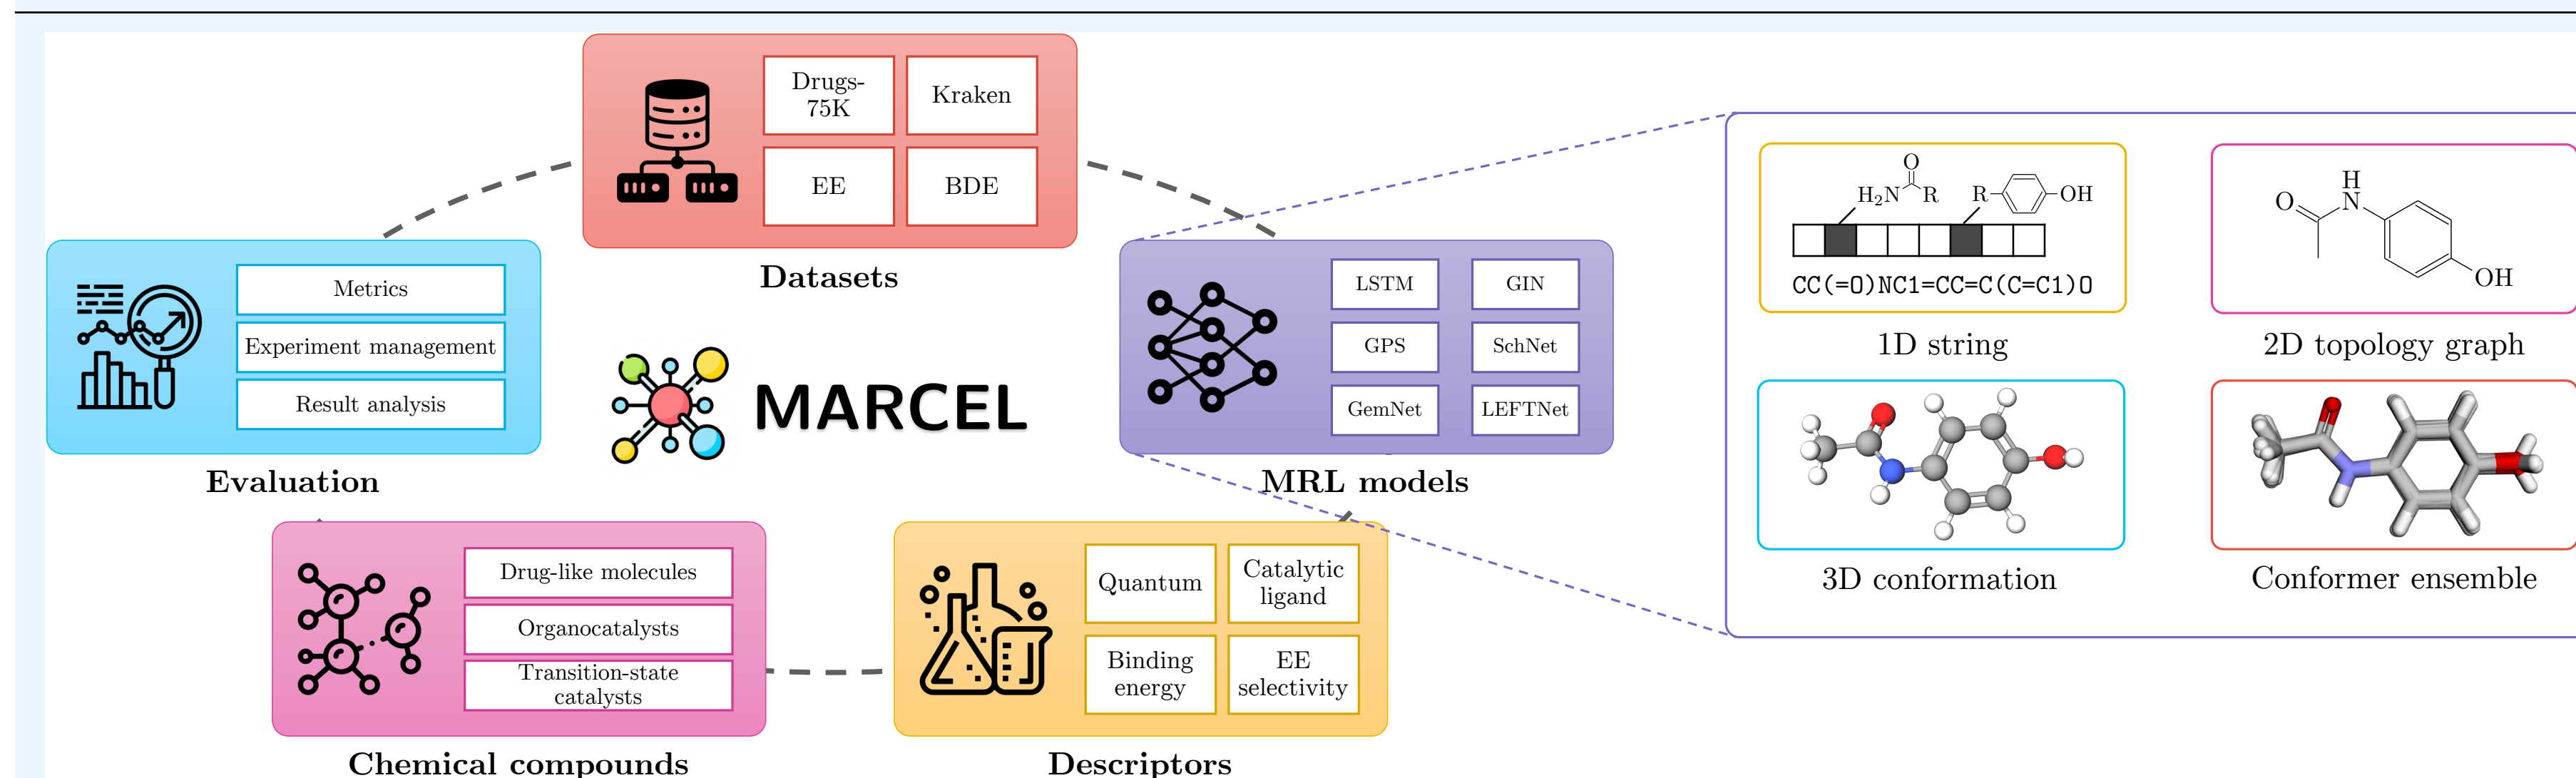 Drugs-
75K
Kraken
EE
BDE
Datasets
Metrics
Experiment management
Result analysis
Evaluation
MARCEL
LSTM
GIN
GPS
SchNet
GemNet
LEFTNet
MRL models
Drug-like molecules
Organocatalysts
Transition-state
catalysts
Chemical compounds
Quantum
Catalytic
ligand
Binding
energy
EE
selectivity
Descriptors
O
H₂N
R
R
OH
CC(=O)NC1=CC=C(C=C1)O
1D string
H
O
N
OH
2D topology graph
3D conformation
Conformer ensemble